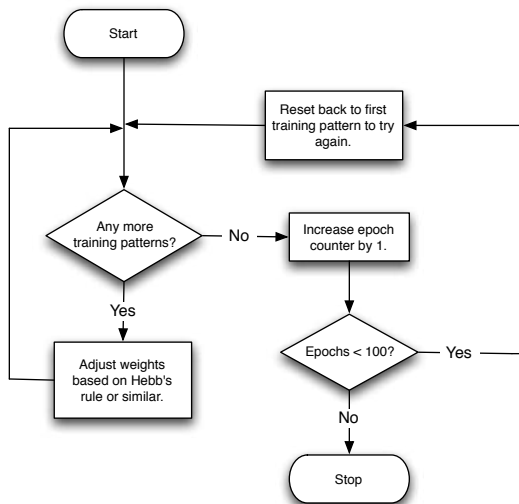 Start
Reset back to first
training pattern to try
again.
Any more
training patterns?
No
Increase epoch
counter by 1.
Yes
Epochs < 100?
Yes
Adjust weights
based on Hebb's
rule or similar.
No
Stop